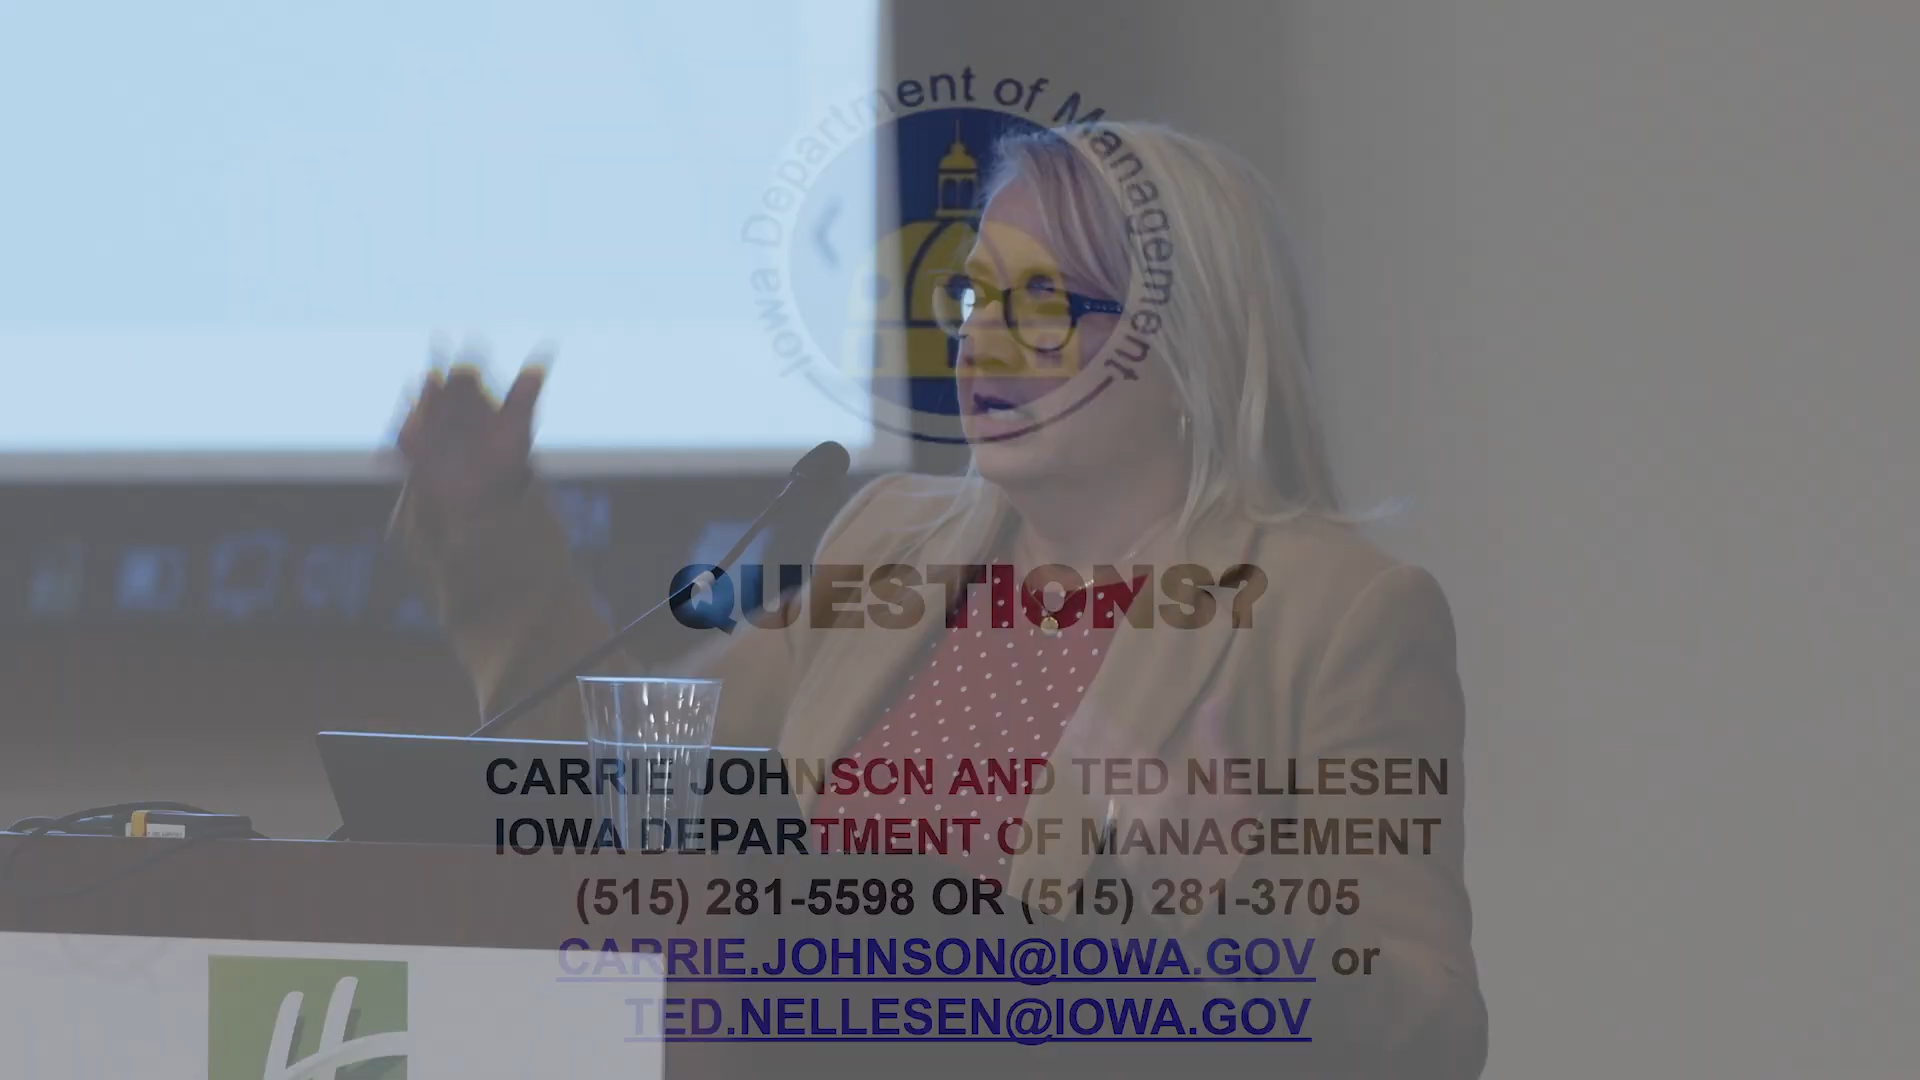 Iowa Department of Management
QUESTIONS?
CARRIE JOHNSON AND TED NELLESEN
IOWA DEPARTMENT OF MANAGEMENT
(515) 281-5598 OR (515) 281-3705
CARRIE.JOHNSON@IOWA.GOV or
TED.NELLESEN@IOWA.GOV